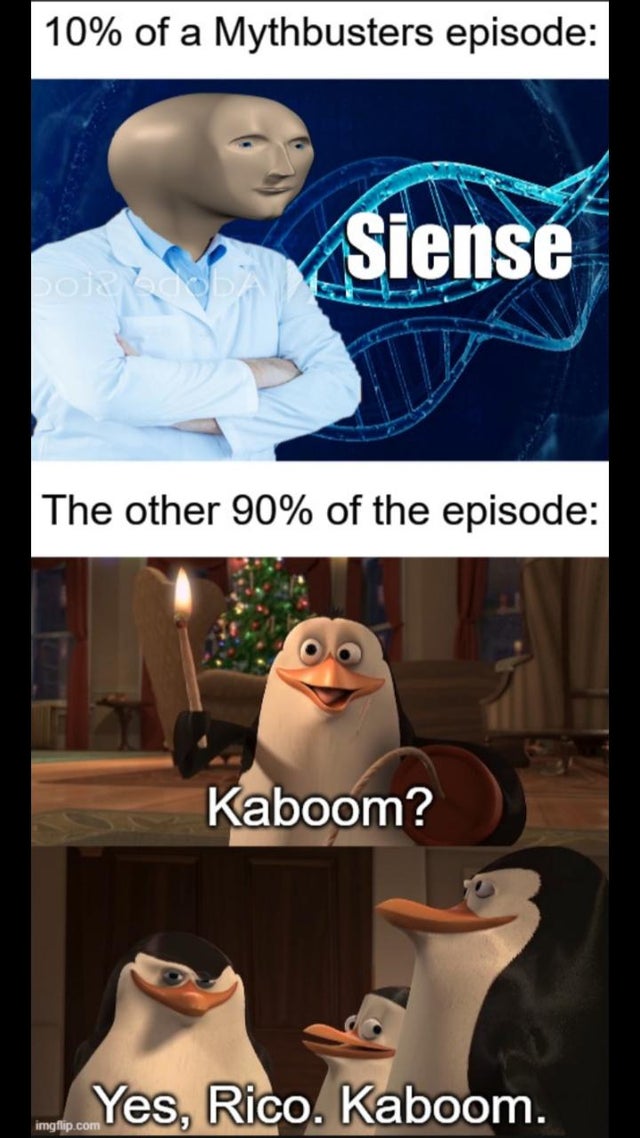 10% of a Mythbusters episode:
Siense
The other 90% of the episode:
Kaboom?
Yes, Rico. Kaboom.
imgflip.com